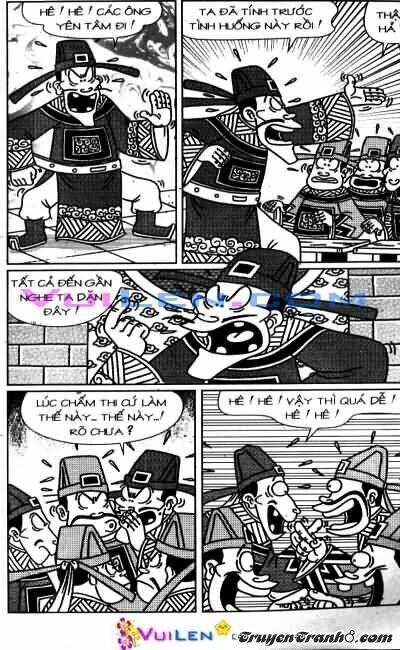 HÊ! HÊ! CÁC ÔNG
YÊN TÂM ĐI!
TA ĐÃ TÍNH TRƯỚC
TÌNH HUỐNG NÀY RỒI!
THẬ
HẢ
TẤT CẢ ĐẾN GẦN
NGHE TA DẶN
ĐÂY!
VUILEN.COM
LÚC CHẤM THI CỨ LÀM
THẾ NÀY... THẾ NÀY...!
RÕ CHƯA?
HÊ! HÊ! VẬY THÌ QUÁ DỄ!
HÊ! HÊ!
VUILEN
TruyenTranh8.com